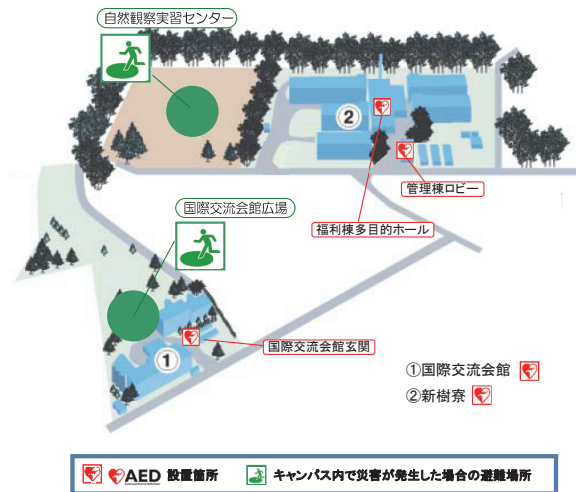 自然観察実習センター
②
管理棟ロビー
福利棟多目的ホール
国際交流会館広場
国際交流会館玄関
①
①国際交流会館
②新樹寮
AED 設置箇所 キャンパス内で災害が発生した場合の避難場所